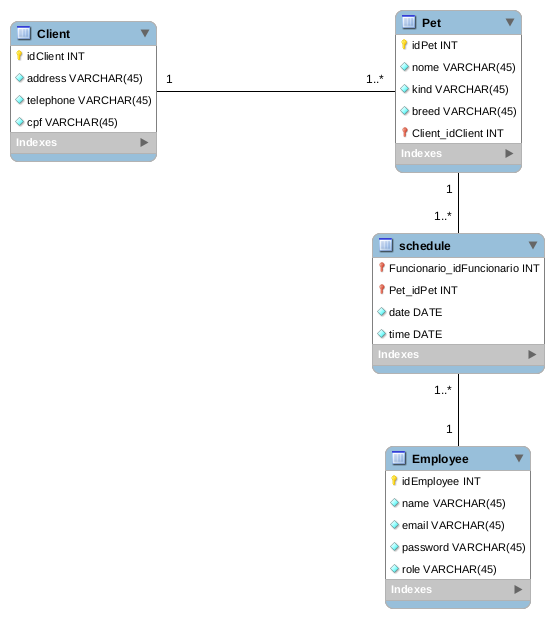 Client
idClient INT
address VARCHAR(45)
telephone VARCHAR(45)
cpf VARCHAR(45)
Indexes
1
1..*
Pet
idPet INT
nome VARCHAR(45)
kind VARCHAR(45)
breed VARCHAR(45)
Client_idClient INT
Indexes
1
1..*
schedule
Funcionario_idFuncionario INT
Pet_idPet INT
date DATE
time DATE
Indexes
1..*
1
Employee
idEmployee INT
name VARCHAR(45)
email VARCHAR(45)
password VARCHAR(45)
role VARCHAR(45)
Indexes